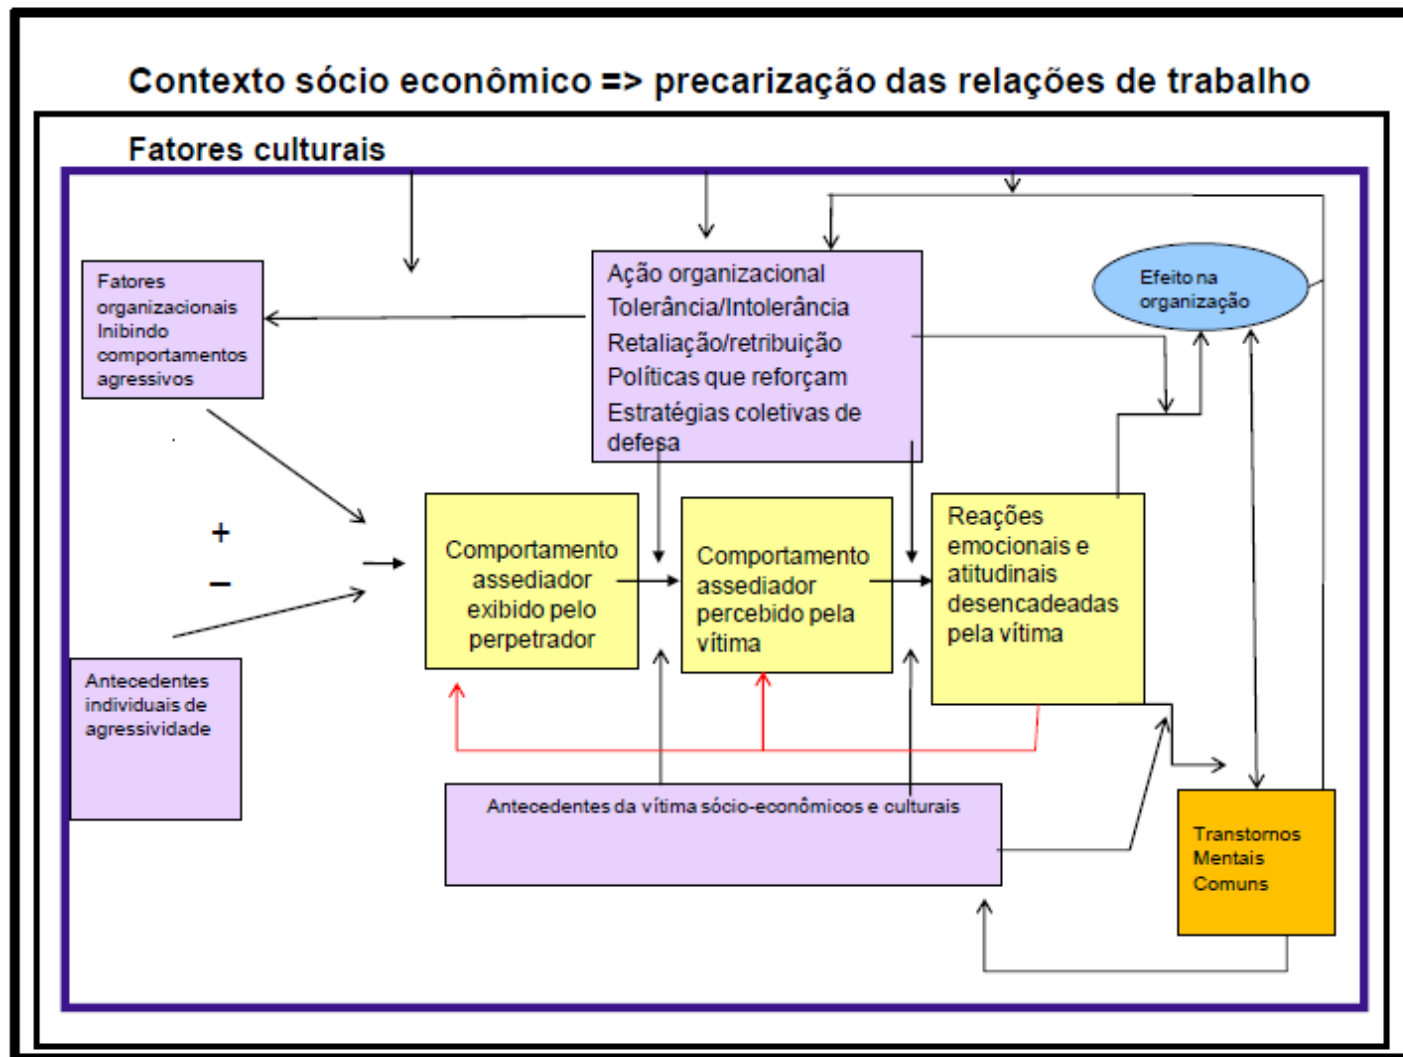 Contexto sócio econômico => precarização das relações de trabalho
Fatores culturais
Fatores
organizacionais
Inibindo
comportamentos
agressivos
Ação organizacional
Tolerância/Intolerância
Retaliação/retribuição
Políticas que reforçam
Estratégias coletivas de
defesa
Efeito na
organização
+
–
Comportamento
assediador
exibido pelo
perpetrador
Comportamento
assediador
percebido pela
vítima
Reações
emocionais e
atitudinais
desencadeadas
pela vítima
Antecedentes
individuais de
agressividade
Antecedentes da vítima sócio-econômicos e culturais
Transtornos
Mentais
Comuns